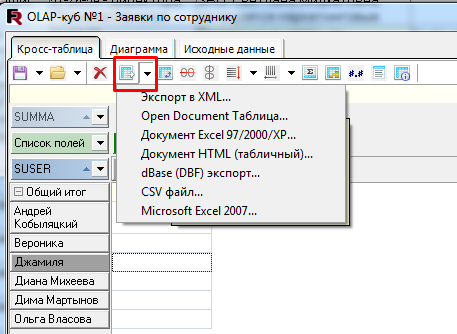 OLAP-куб №1 - Заявки по сотруднику
Кросс-таблица
Диаграмма
Исходные данные
#.#
Экспорт в XML...
Open Document Таблица...
Документ Excel 97/2000/XP...
Документ HTML (табличный)...
dBase (DBF) экспорт...
CSV файл...
Microsoft Excel 2007...
SUMMA
Список полей
SUSER
Общий итог
Андрей
Кобыляцкий
Вероника
Джамиля
Диана Михеева
Дима Мартынов
Ольга Власова